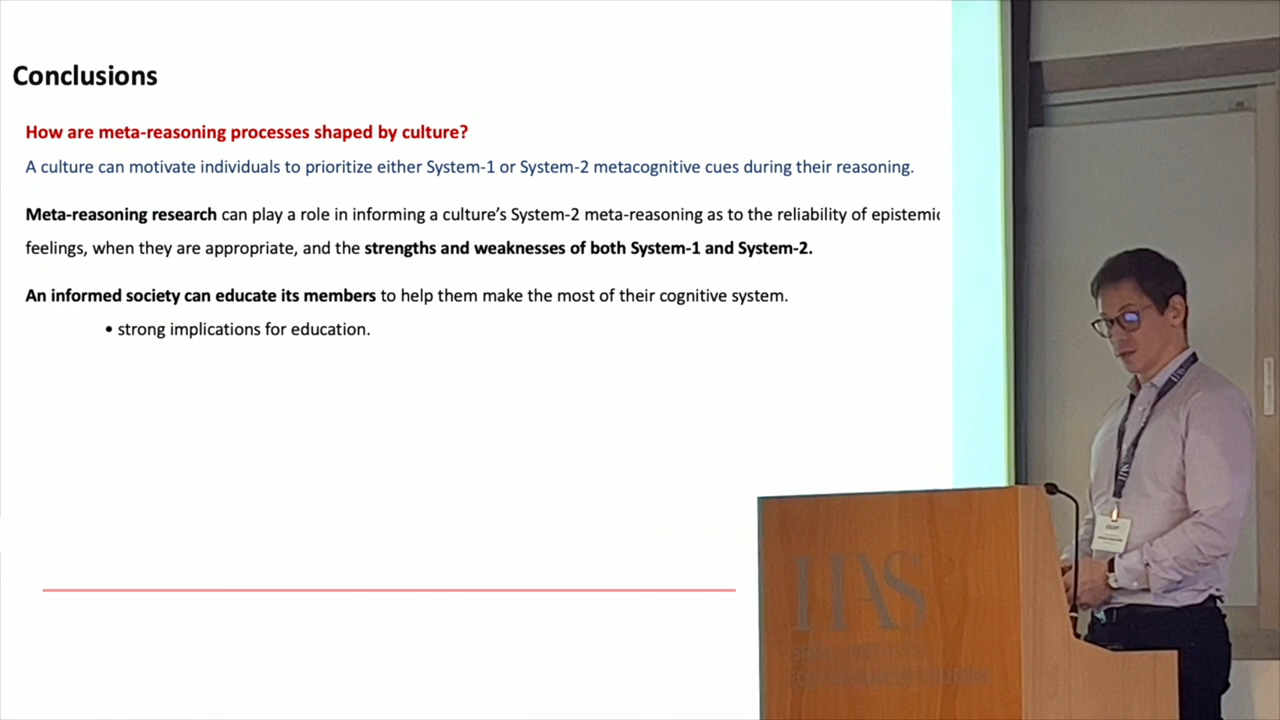 Conclusions
How are meta-reasoning processes shaped by culture?
A culture can motivate individuals to prioritize either System-1 or System-2 metacognitive cues during their reasoning.
Meta-reasoning research can play a role in informing a culture's System-2 meta-reasoning as to the reliability of epistemic
feelings, when they are appropriate, and the strengths and weaknesses of both System-1 and System-2.
An informed society can educate its members to help them make the most of their cognitive system.
• strong implications for education.
IIAS